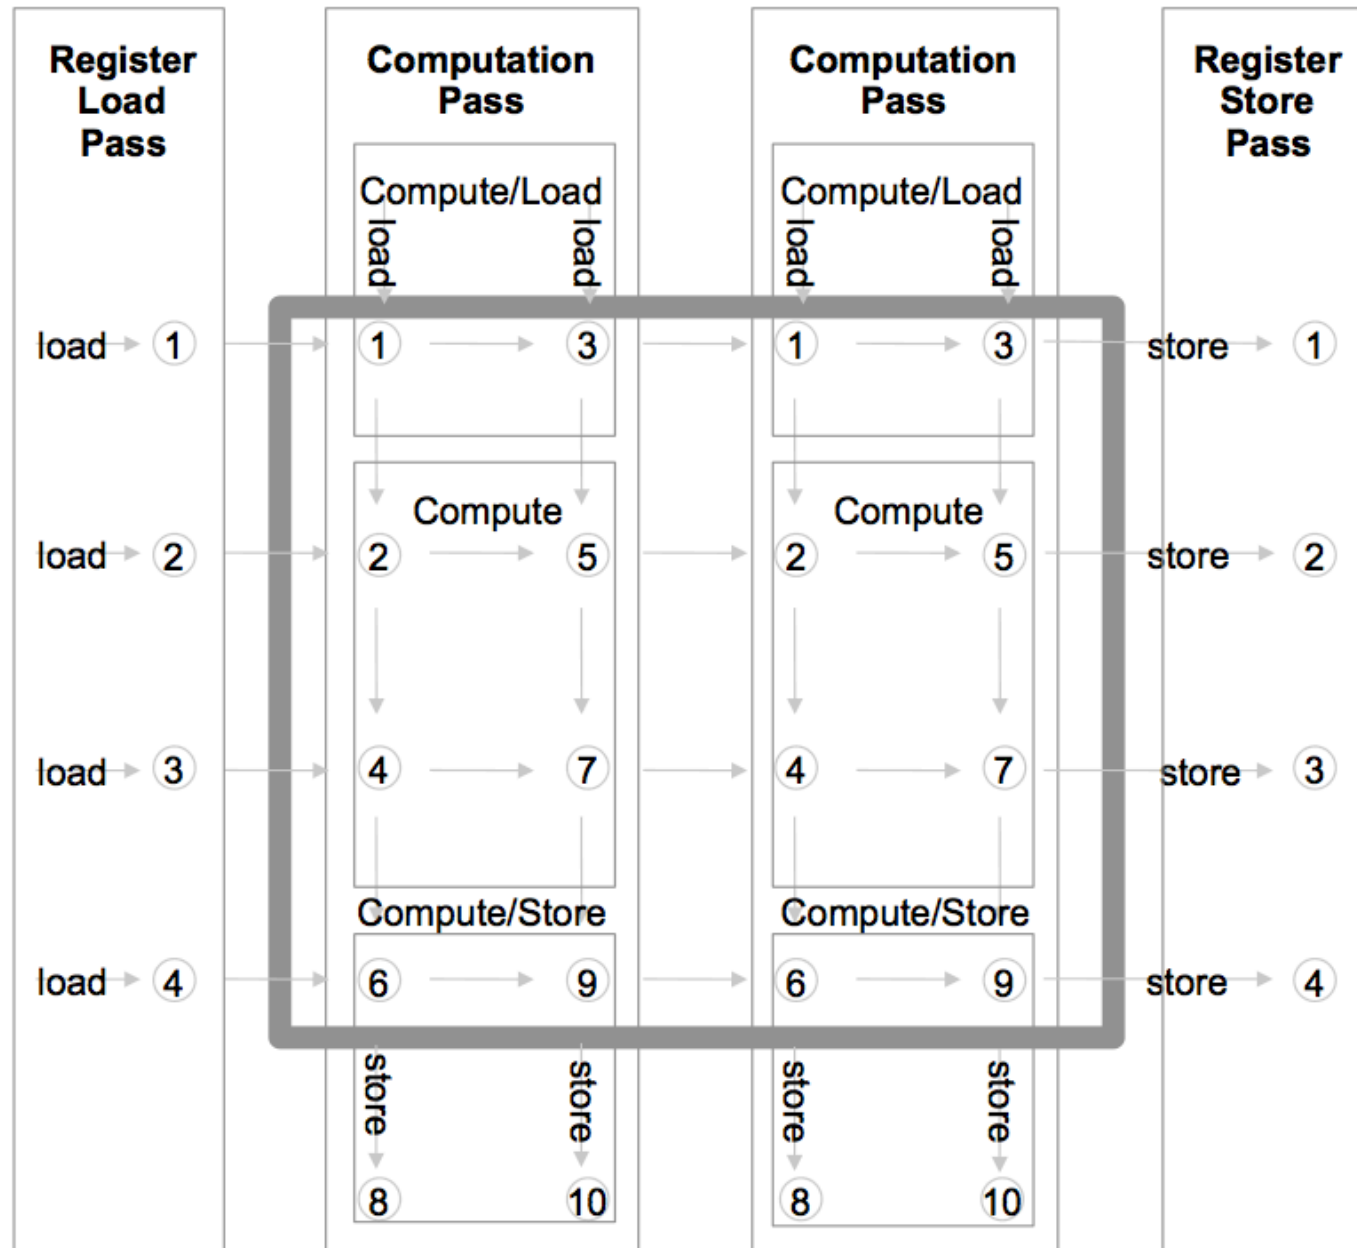 Register
Load
Pass
Computation
Pass
Computation
Pass
Register
Store
Pass
Compute/Load
Compute/Load
load
load
load
load
load 1
1
3
1
3
store 1
Compute
Compute
load 2
2
5
2
5
store 2
load 3
4
7
4
7
store 3
Compute/Store
Compute/Store
load 4
6
9
6
9
store 4
store
store
store
store
8
10
8
10